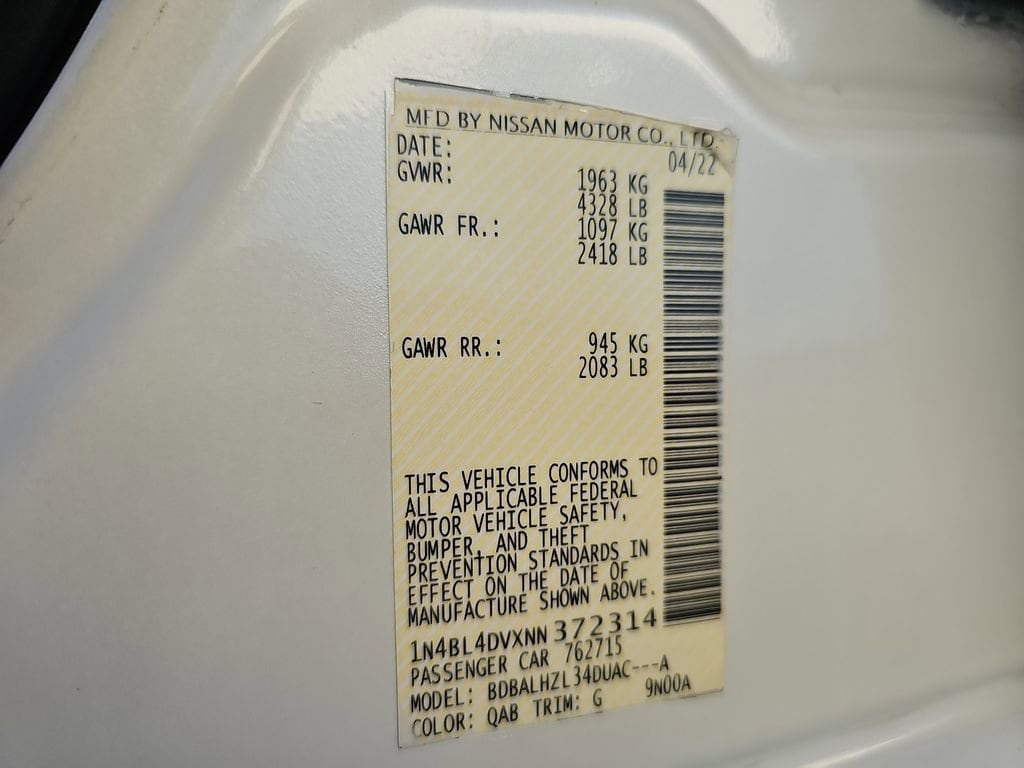 MFD BY NISSAN MOTOR CO., LTD.
DATE: 04/22
GVWR: 1963 KG
4328 LB
GAWR FR.: 1097 KG
2418 LB
GAWR RR.: 945 KG
2083 LB
THIS VEHICLE CONFORMS TO
ALL APPLICABLE FEDERAL
MOTOR VEHICLE SAFETY,
BUMPER, AND THEFT
PREVENTION STANDARDS IN
EFFECT ON THE DATE OF
MANUFACTURE SHOWN ABOVE.
1N4BL4DVXNN372314
PASSENGER CAR 762715
MODEL: BDBALHZL34DUAC---A
COLOR: QAB TRIM: G 9N00A